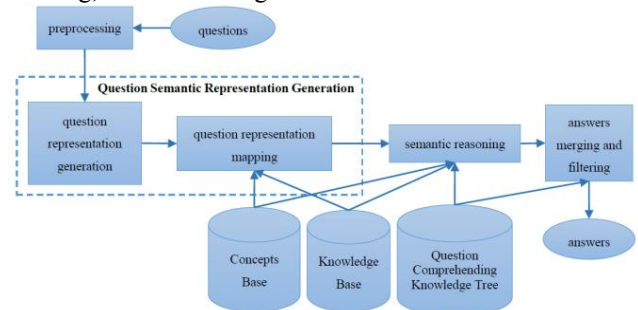 preprocessing
questions
Question Semantic Representation Generation
question
representation
generation
question representation
mapping
semantic reasoning
answers
merging and
filtering
Concepts
Base
Knowledge
Base
Question
Comprehending
Knowledge Tree
answers